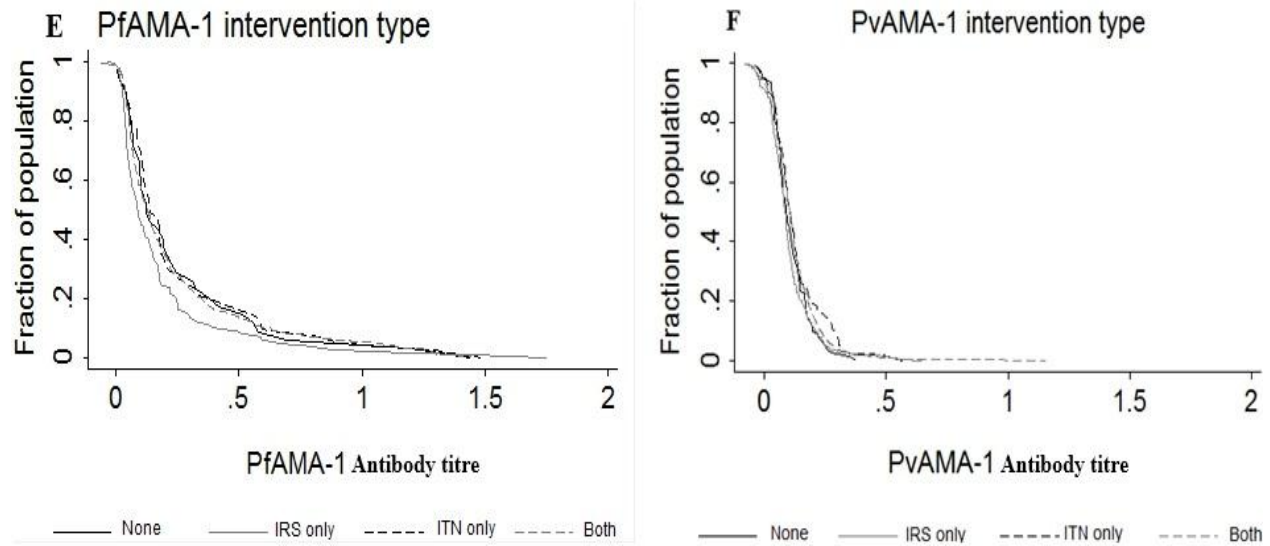 E PfAMA-1 intervention type
Fraction of population
1
.8
.6
.4
.2
0
0 .5 1 1.5 2
PfAMA-1 Antibody titre
None IRS only ITN only Both
F PvAMA-1 intervention type
Fraction of population
1
.8
.6
.4
.2
0
0 .5 1 1.5 2
PvAMA-1 Antibody titre
None IRS only ITN only Both